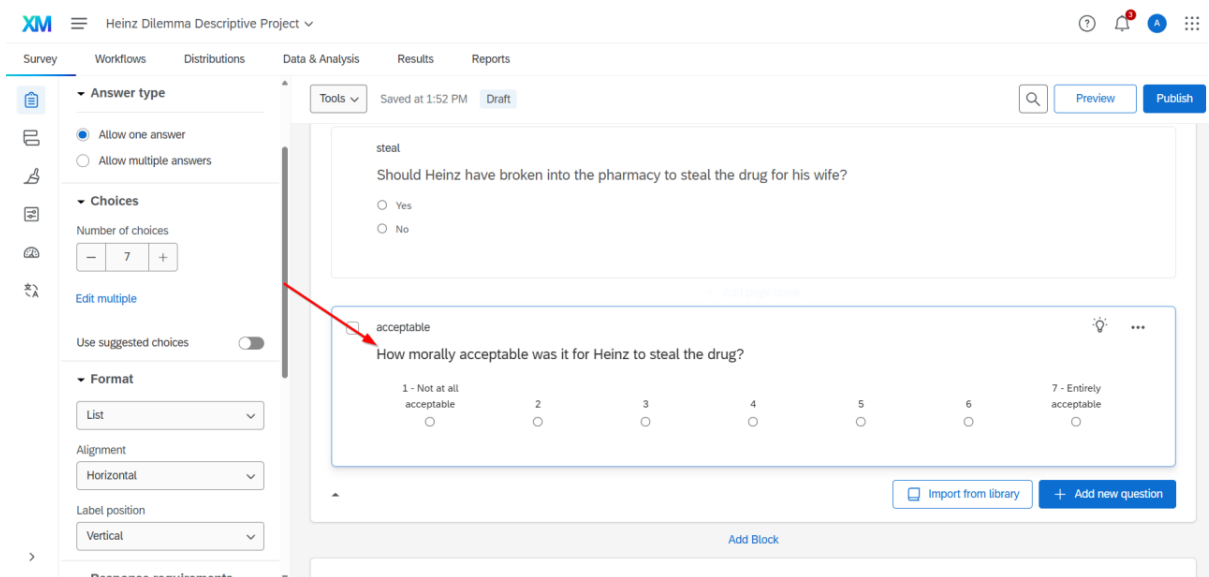 XM Heinz Dilemma Descriptive Project 3 A
Survey Workflows Distributions Data & Analysis Results Reports
Answer type
Tools Saved at 1:52 PM Draft Preview Publish
Allow one answer
Allow multiple answers
Choices
Number of choices
7
Edit multiple
Use suggested choices
Format
List
Alignment
Horizontal
Label position
Vertical
steal
Should Heinz have broken into the pharmacy to steal the drug for his wife?
Yes
No
acceptable
How morally acceptable was it for Heinz to steal the drug?
1 - Not at all acceptable 2 3 4 5 6 7 - Entirely acceptable
Import from library + Add new question
Add Block